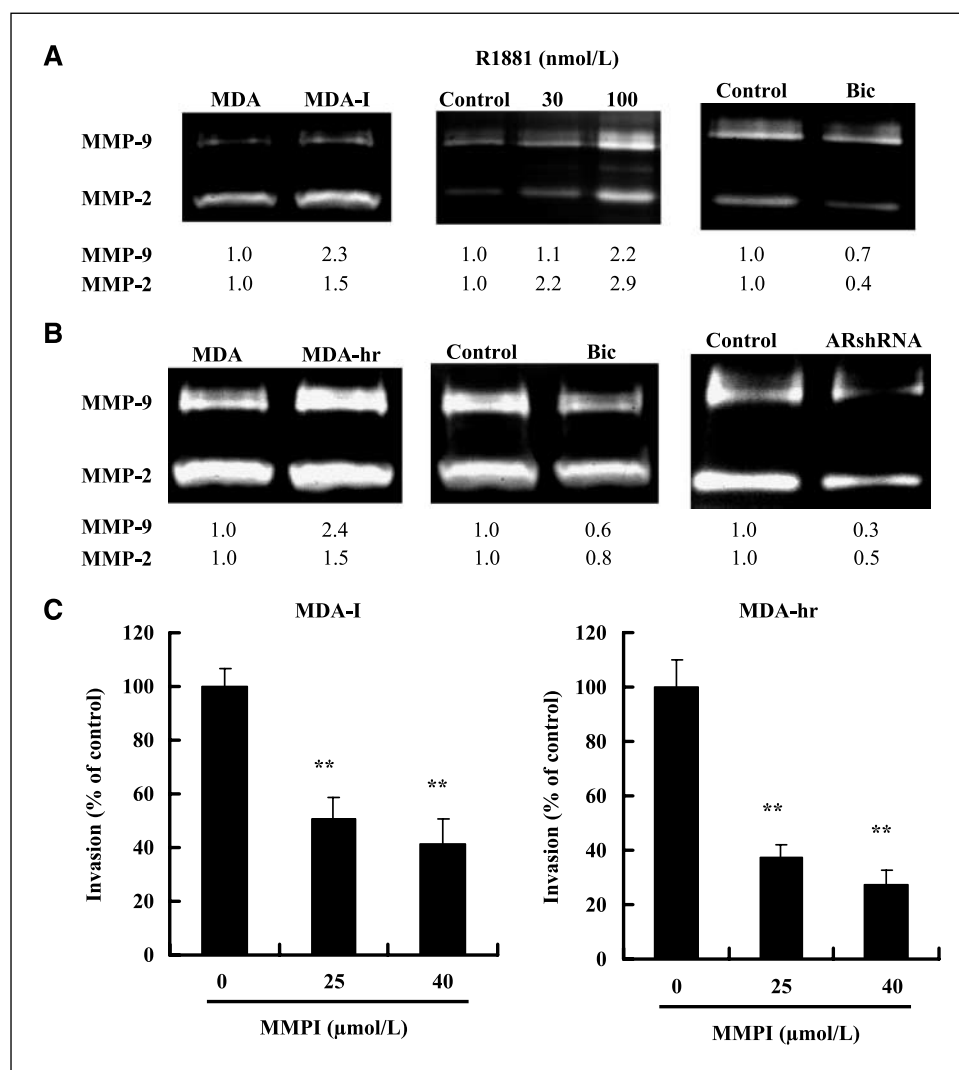 A
R1881 (nmol/L)
MDA MDA-I Control 30 100 Control Bic
MMP-9
MMP-2
MMP-9 1.0 2.3 1.0 1.1 2.2 1.0 0.7
MMP-2 1.0 1.5 1.0 2.2 2.9 1.0 0.4
B
MDA MDA-hr Control Bic Control ARshRNA
MMP-9
MMP-2
MMP-9 1.0 2.4 1.0 0.6 1.0 0.3
MMP-2 1.0 1.5 1.0 0.8 1.0 0.5
C
MDA-I
Invasion (% of control)
120
100
80
60
40
20
0
** **
0 25 40
MMPI (µmol/L)
MDA-hr
Invasion (% of control)
120
100
80
60
40
20
0
** **
0 25 40
MMPI (µmol/L)